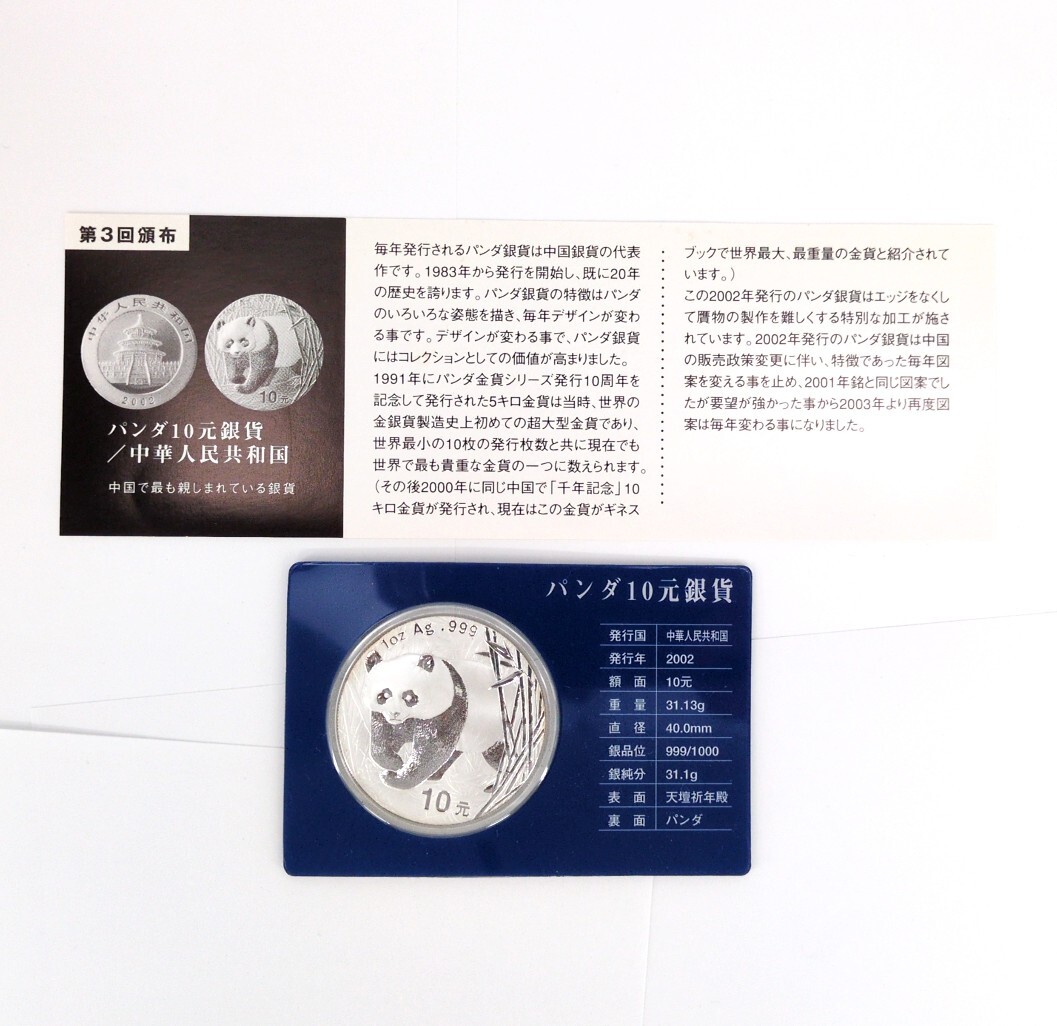 第3回頒布
中華人民共和国
2002
10元
パンダ10元銀貨
／中華人民共和国
中国で最も親しまれている銀貨
毎年発行されるパンダ銀貨は中国銀貨の代表
作です。1983年から発行を開始し、既に20年
の歴史を誇ります。パンダ銀貨の特徴はパンダ
のいろいろな姿態を描き、毎年デザインが変わ
る事です。デザインが変わる事で、パンダ銀貨
にはコレクションとしての価値が高まりました。
1991年にパンダ金貨シリーズ発行10周年を
記念して発行された5キロ金貨は当時、世界の
金銀貨製造史上初めての超大型金貨であり、
世界最小の10枚の発行枚数と共に現在でも
世界で最も貴重な金貨の一つに数えられます。
（その後2000年に同じ中国で「千年記念」10
キロ金貨が発行され、現在はこの金貨がギネス
ブックで世界最大、最重量の金貨と紹介されて
います。）
この2002年発行のパンダ銀貨はエッジをなくし
て贋物の製作を難しくする特別な加工が施さ
れています。2002年発行のパンダ銀貨は中国
の販売政策変更に伴い、特徴であった毎年図
案を変える事を止め、2001年銘と同じ図案でし
たが要望が強かった事から2003年より再度図
案は毎年変わる事になりました。
パンダ10元銀貨
1oz Ag .999
10元
発行国 中華人民共和国
発行年 2002
額面 10元
重量 31.13g
直径 40.0mm
銀品位 999/1000
銀純分 31.1g
表面 天壇祈年殿
裏面 パンダ